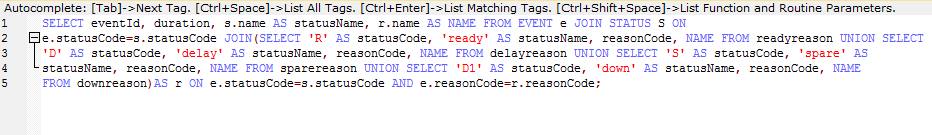 Autocomplete: [Tab]->Next Tag. [Ctrl+Space]->List All Tags. [Ctrl+Enter]->List Matching Tags. [Ctrl+Shift+Space]->List Function and Routine Parameters.
1 SELECT eventId, duration, s.name AS statusName, r.name AS NAME FROM EVENT e JOIN STATUS S ON
2 e.statusCode=s.statusCode JOIN(SELECT 'R' AS statusCode, 'ready' AS statusName, reasonCode, NAME FROM readyreason UNION SELECT
3 'D' AS statusCode, 'delay' AS statusName, reasonCode, NAME FROM delayreason UNION SELECT 'S' AS statusCode, 'spare' AS
4 statusName, reasonCode, NAME FROM sparereason UNION SELECT 'D1' AS statusCode, 'down' AS statusName, reasonCode, NAME
5 FROM downreason)AS r ON e.statusCode=s.statusCode AND e.reasonCode=r.reasonCode;